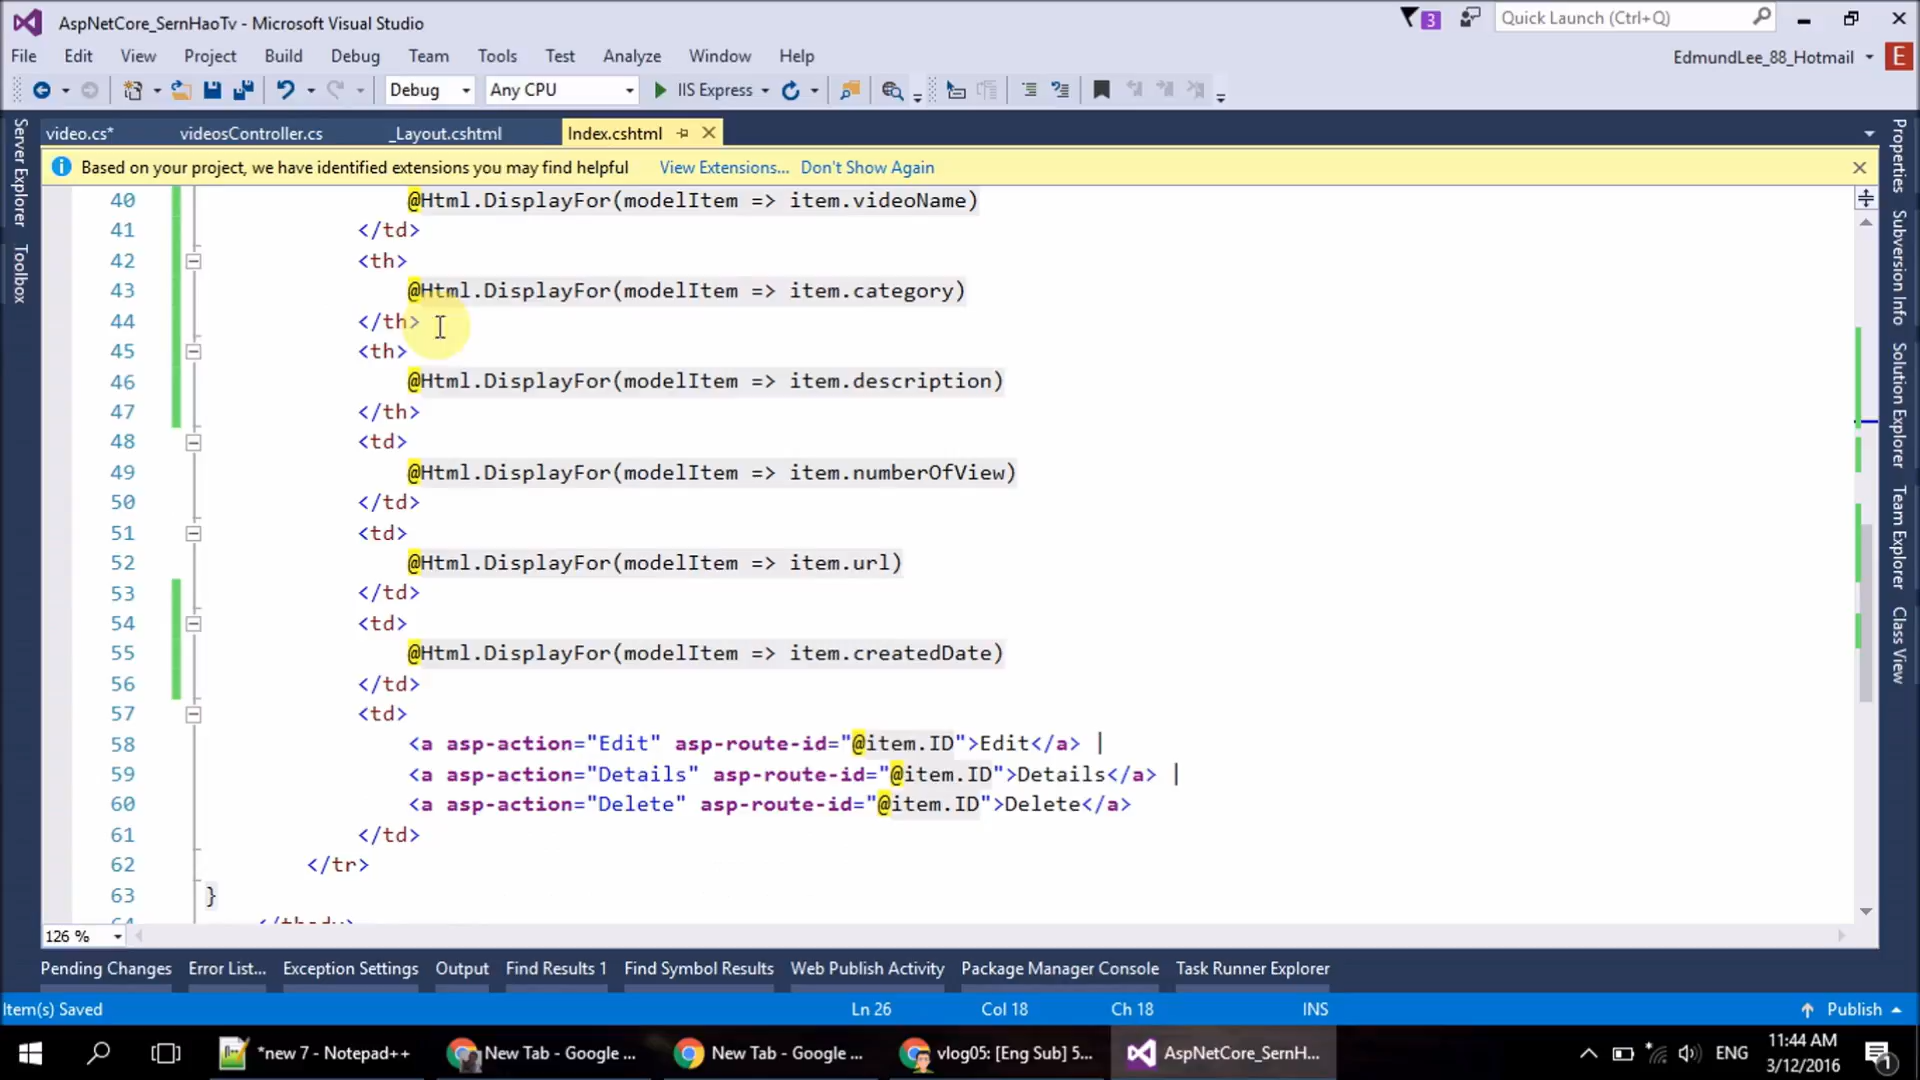 AspNetCore_SernHaoTv - Microsoft Visual Studio
3
Quick Launch (Ctrl+Q)
File Edit View Project Build Debug Team Tools Test Analyze Window Help
EdmundLee_88_Hotmail E
Debug Any CPU IIS Express
video.cs* videosController.cs _Layout.cshtml Index.cshtml
Based on your project, we have identified extensions you may find helpful View Extensions... Don't Show Again
Server Explorer
Toolbox
40 @Html.DisplayFor(modelItem => item.videoName)
41 </td>
42 <th>
43 @Html.DisplayFor(modelItem => item.category)
44 </th>
45 <th>
46 @Html.DisplayFor(modelItem => item.description)
47 </th>
48 <td>
49 @Html.DisplayFor(modelItem => item.numberOfView)
50 </td>
51 <td>
52 @Html.DisplayFor(modelItem => item.url)
53 </td>
54 <td>
55 @Html.DisplayFor(modelItem => item.createdDate)
56 </td>
57 <td>
58 <a asp-action="Edit" asp-route-id="@item.ID">Edit</a> |
59 <a asp-action="Details" asp-route-id="@item.ID">Details</a> |
60 <a asp-action="Delete" asp-route-id="@item.ID">Delete</a>
61 </td>
62 </tr>
63 }
64 </tbody>
Properties
Subversion Info
Solution Explorer
Team Explorer
Class View
126 %
Pending Changes Error List... Exception Settings Output Find Results 1 Find Symbol Results Web Publish Activity Package Manager Console Task Runner Explorer
Item(s) Saved Ln 26 Col 18 Ch 18 INS Publish
*new 7 - Notepad++ New Tab - Google ... New Tab - Google ... vlog05: [Eng Sub] 5... AspNetCore_SernH... ENG 11:44 AM
3/12/2016 1